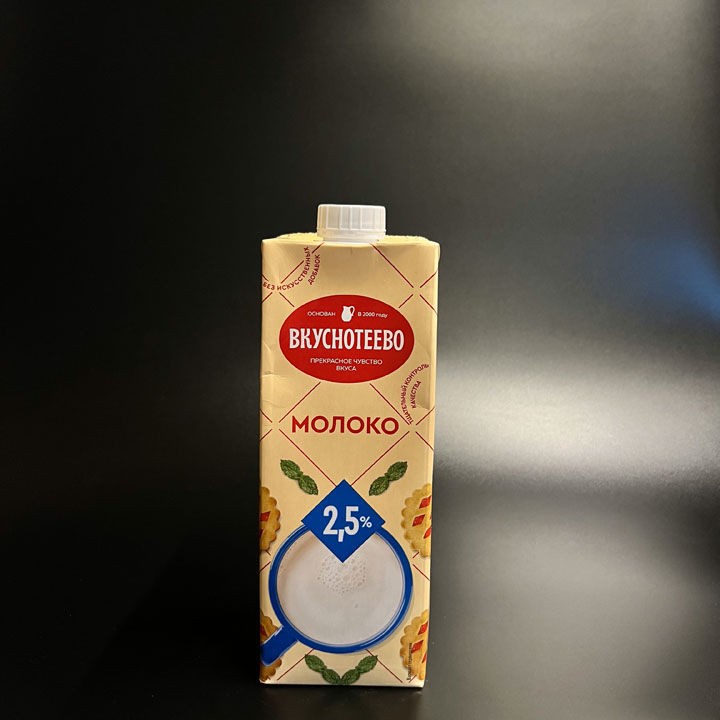 БЕЗ ИСКУССТВЕННЫХ
ДОБАВОК
ОСНОВАН В 2000 году
ВКУСНОТЕЕВО
ПРЕКРАСНОЕ ЧУВСТВО
ВКУСА
ТЩАТЕЛЬНЫЙ КОНТРОЛЬ
КАЧЕСТВА
МОЛОКО
2,5%